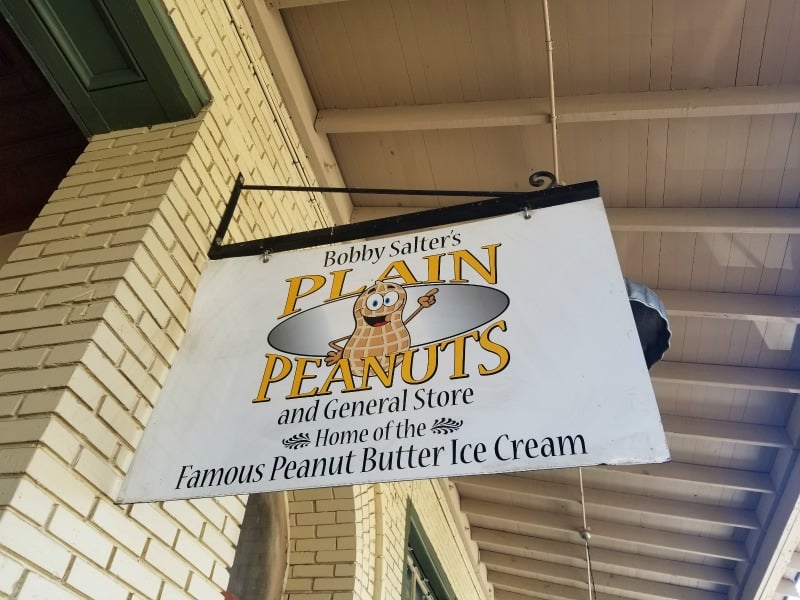 Bobby Salter's
PLAIN
PEANUTS
and General Store
Home of the
Famous Peanut Butter Ice Cream